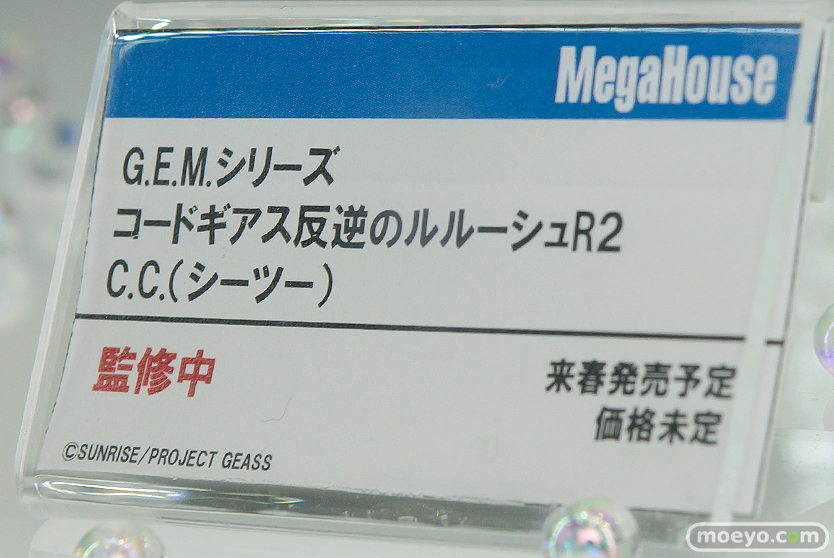 MegaHouse
G.E.M.シリーズ
コードギアス反逆のルルーシュR2
C.C.(シーツー)
監修中
来春発売予定
価格未定
©SUNRISE/PROJECT GEASS
moeyo.com